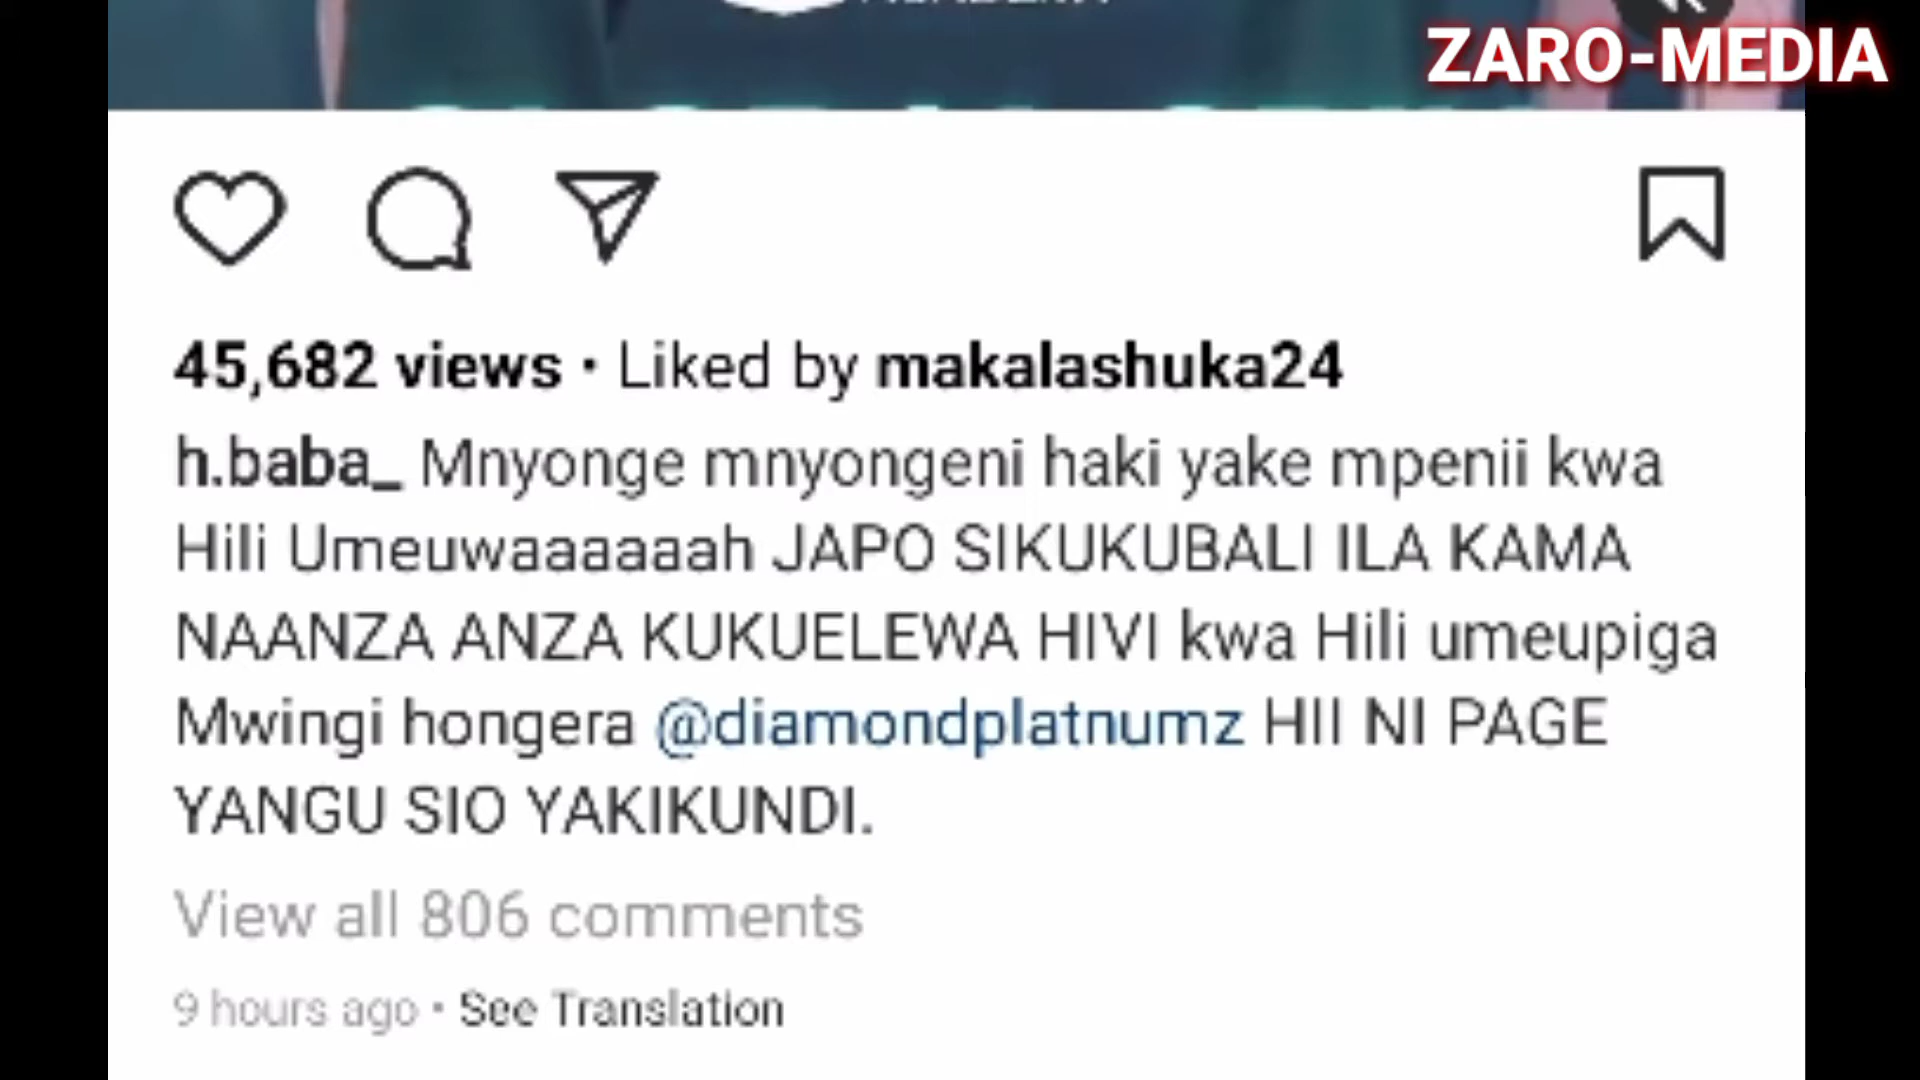 ZARO-MEDIA
45,682 views · Liked by makalashuka24
h.baba_ Mnyonge mnyongeni haki yake mpenii kwa
Hili Umeuwaaaaaah JAPO SIKUKUBALI ILA KAMA
NAANZA ANZA KUKUELEWA HIVI kwa Hili umeupiga
Mwingi hongera @diamondplatnumz HII NI PAGE
YANGU SIO YAKIKUNDI.
View all 806 comments
9 hours ago · See Translation